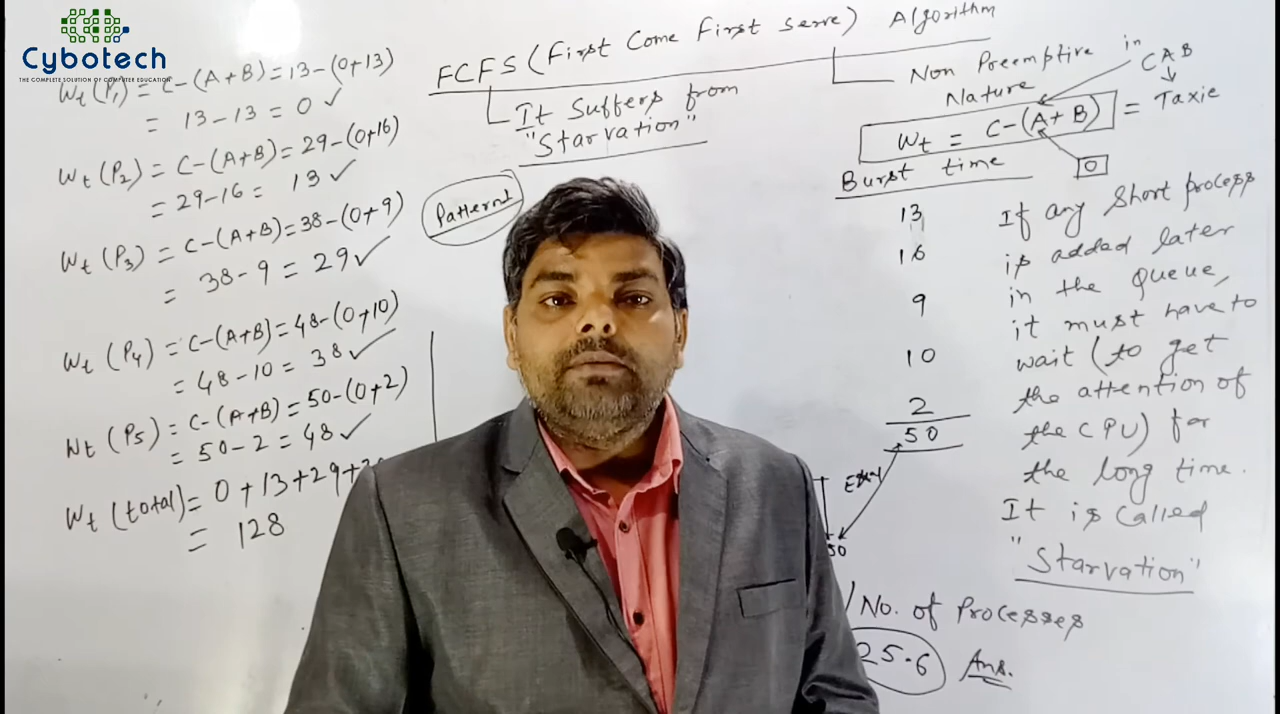 Cybotech
THE COMPLETE SOLUTION OF COMPUTER EDUCATION
FCFS (First Come First Serve) Algorithm
It Suffers from
"Starvation"
Non Preemptive
Nature
in
CAB
Taxie
Wt = C-(A+B) =
0
Pattern1
Wt (P1) = C-(A+B) = 13-(0+13)
= 13-13 = 0 ✓
Wt (P2) = C-(A+B) = 29-(0+16)
= 29-16 = 13 ✓
Wt (P3) = C-(A+B) = 38-(0+9)
= 38-9 = 29 ✓
Wt (P4) = C-(A+B) = 48-(0+10)
= 48-10 = 38 ✓
Wt (P5) = C-(A+B) = 50-(0+2)
= 50-2 = 48 ✓
Wt (total) = 0+13+29+
= 128
Burst time
13
16
9
10
2
50
50
If any Short process
is added later
in the Queue,
it must have to
wait (to get
the attention of
the CPU) for
the long time.
It is called
"Starvation"
/ No. of Processes
25.6 Ans.